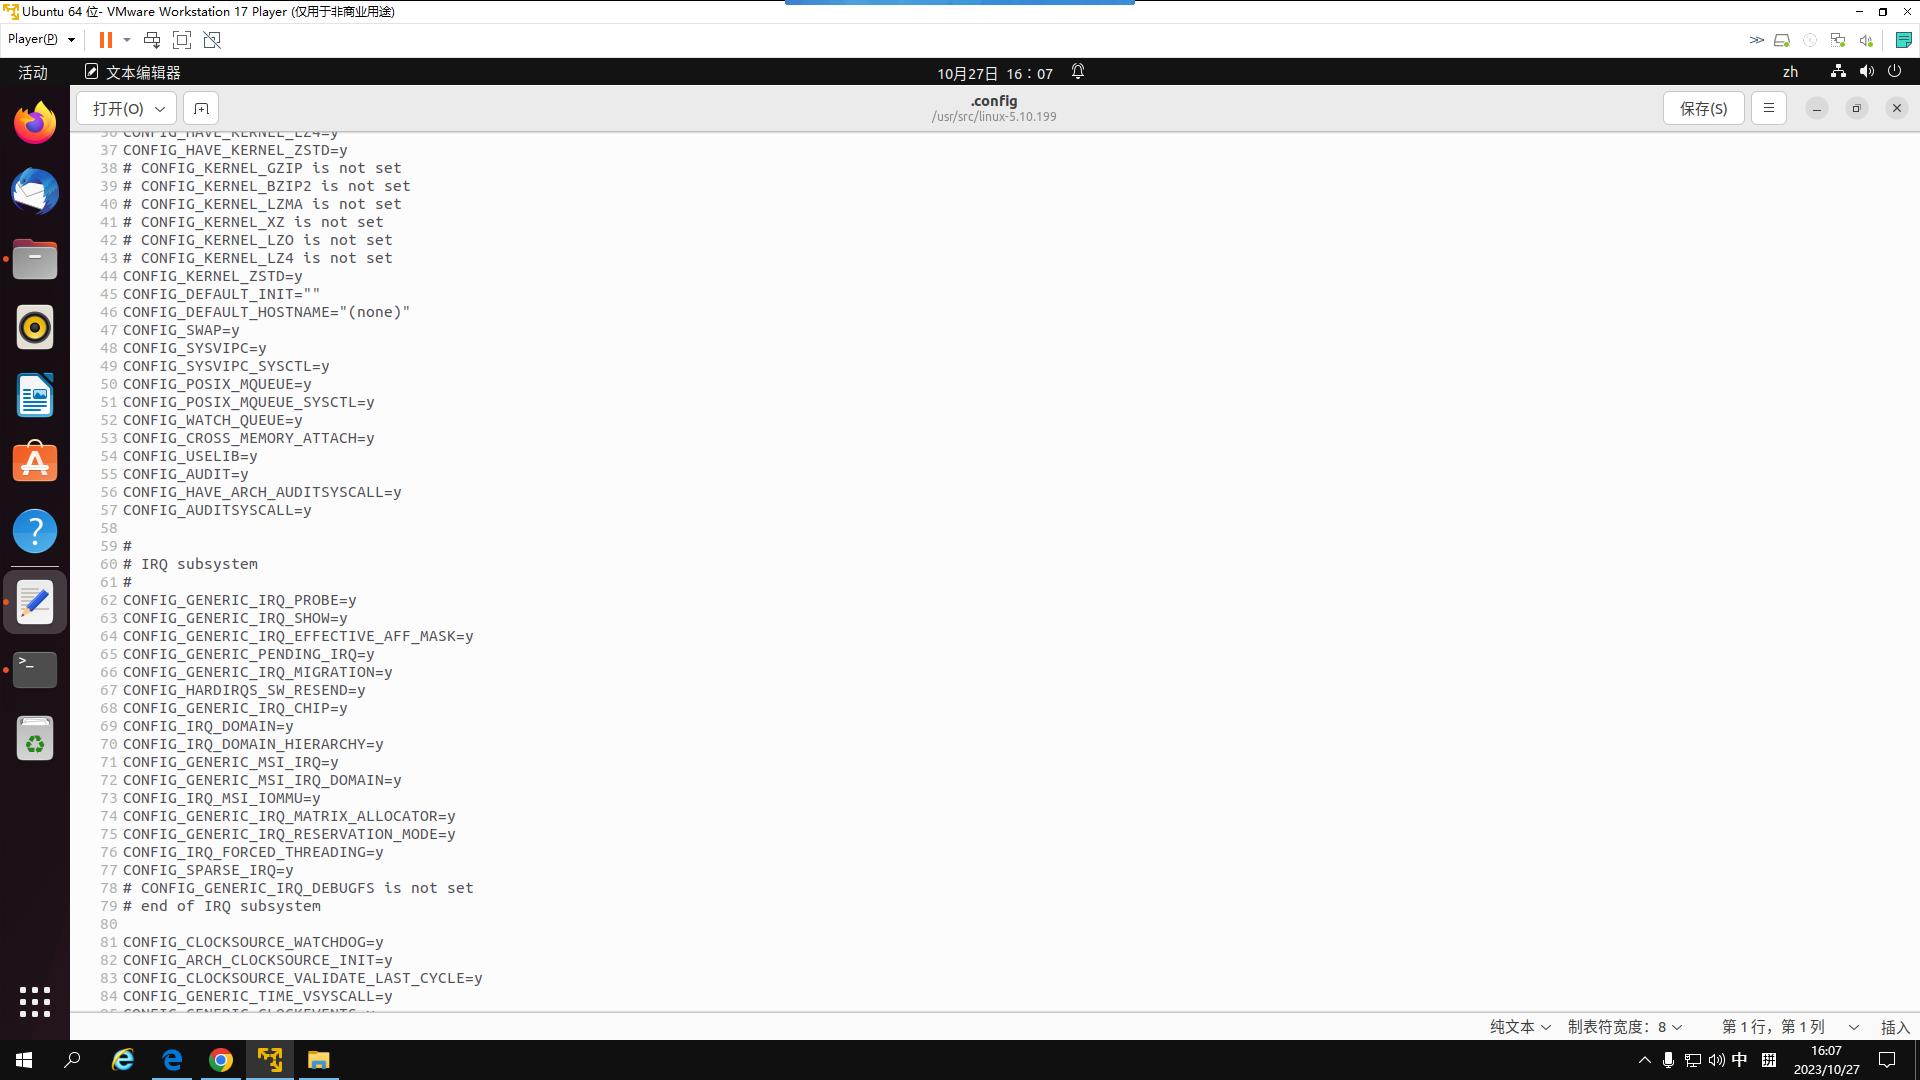 Ubuntu 64 位- VMware Workstation 17 Player (仅用于非商业用途)
Player(P)
活动
文本编辑器
10月27日 16：07
zh
打开(O)
.config
/usr/src/linux-5.10.199
保存(S)
36 CONFIG_HAVE_KERNEL_LZ4=y
37 CONFIG_HAVE_KERNEL_ZSTD=y
38 # CONFIG_KERNEL_GZIP is not set
39 # CONFIG_KERNEL_BZIP2 is not set
40 # CONFIG_KERNEL_LZMA is not set
41 # CONFIG_KERNEL_XZ is not set
42 # CONFIG_KERNEL_LZO is not set
43 # CONFIG_KERNEL_LZ4 is not set
44 CONFIG_KERNEL_ZSTD=y
45 CONFIG_DEFAULT_INIT=""
46 CONFIG_DEFAULT_HOSTNAME="(none)"
47 CONFIG_SWAP=y
48 CONFIG_SYSVIPC=y
49 CONFIG_SYSVIPC_SYSCTL=y
50 CONFIG_POSIX_MQUEUE=y
51 CONFIG_POSIX_MQUEUE_SYSCTL=y
52 CONFIG_WATCH_QUEUE=y
53 CONFIG_CROSS_MEMORY_ATTACH=y
54 CONFIG_USELIB=y
55 CONFIG_AUDIT=y
56 CONFIG_HAVE_ARCH_AUDITSYSCALL=y
57 CONFIG_AUDITSYSCALL=y
58
59 #
60 # IRQ subsystem
61 #
62 CONFIG_GENERIC_IRQ_PROBE=y
63 CONFIG_GENERIC_IRQ_SHOW=y
64 CONFIG_GENERIC_IRQ_EFFECTIVE_AFF_MASK=y
65 CONFIG_GENERIC_PENDING_IRQ=y
66 CONFIG_GENERIC_IRQ_MIGRATION=y
67 CONFIG_HARDIRQS_SW_RESEND=y
68 CONFIG_GENERIC_IRQ_CHIP=y
69 CONFIG_IRQ_DOMAIN=y
70 CONFIG_IRQ_DOMAIN_HIERARCHY=y
71 CONFIG_GENERIC_MSI_IRQ=y
72 CONFIG_GENERIC_MSI_IRQ_DOMAIN=y
73 CONFIG_IRQ_MSI_IOMMU=y
74 CONFIG_GENERIC_IRQ_MATRIX_ALLOCATOR=y
75 CONFIG_GENERIC_IRQ_RESERVATION_MODE=y
76 CONFIG_IRQ_FORCED_THREADING=y
77 CONFIG_SPARSE_IRQ=y
78 # CONFIG_GENERIC_IRQ_DEBUGFS is not set
79 # end of IRQ subsystem
80
81 CONFIG_CLOCKSOURCE_WATCHDOG=y
82 CONFIG_ARCH_CLOCKSOURCE_INIT=y
83 CONFIG_CLOCKSOURCE_VALIDATE_LAST_CYCLE=y
84 CONFIG_GENERIC_TIME_VSYSCALL=y
纯文本
制表符宽度：8
第 1 行，第 1 列
插入
中
拼
16:07
2023/10/27